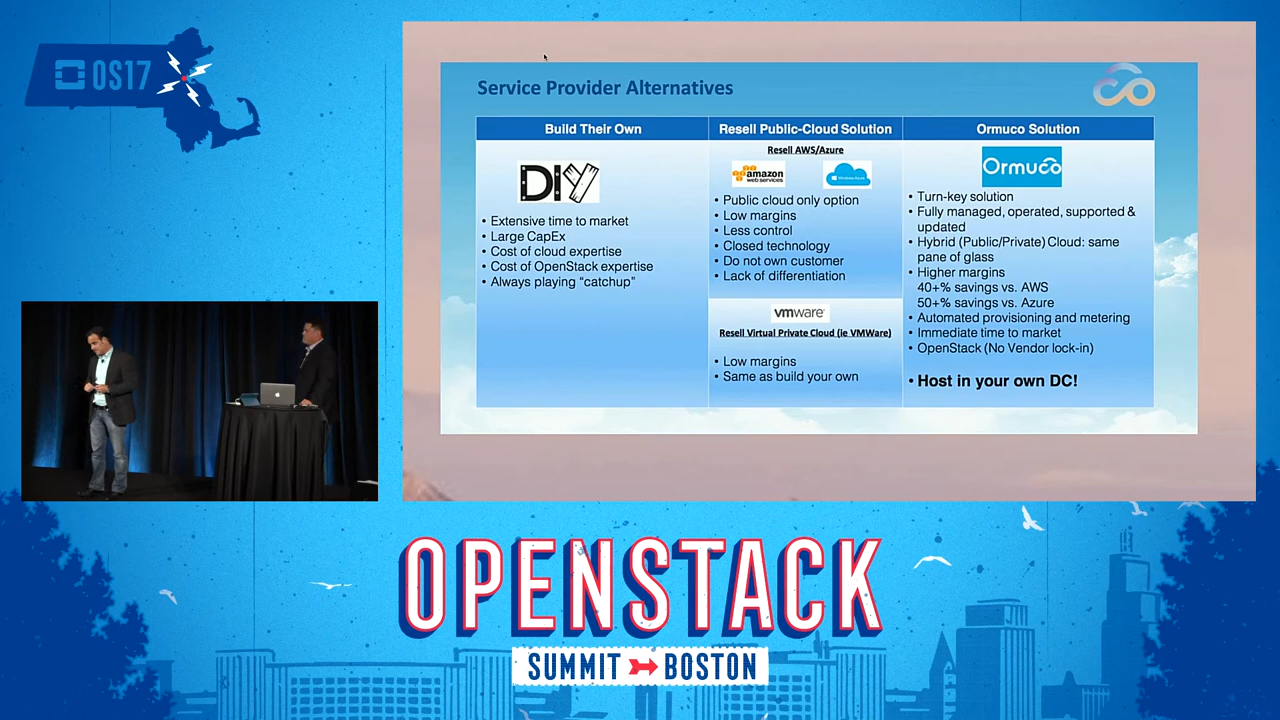 OS17
Service Provider Alternatives
Build Their Own
DIY
• Extensive time to market
• Large CapEx
• Cost of cloud expertise
• Cost of OpenStack expertise
• Always playing “catchup”
Resell Public-Cloud Solution
Resell AWS/Azure
amazon
web services
Windows Azure
• Public cloud only option
• Low margins
• Less control
• Closed technology
• Do not own customer
• Lack of differentiation
vmware
Resell Virtual Private Cloud (ie VMWare)
• Low margins
• Same as build your own
Ormuco Solution
Ormuco
• Turn-key solution
• Fully managed, operated, supported &
updated
• Hybrid (Public/Private) Cloud: same
pane of glass
• Higher margins
40+% savings vs. AWS
50+% savings vs. Azure
• Automated provisioning and metering
• Immediate time to market
• OpenStack (No Vendor lock-in)
• Host in your own DC!
OPENSTACK
SUMMIT BOSTON